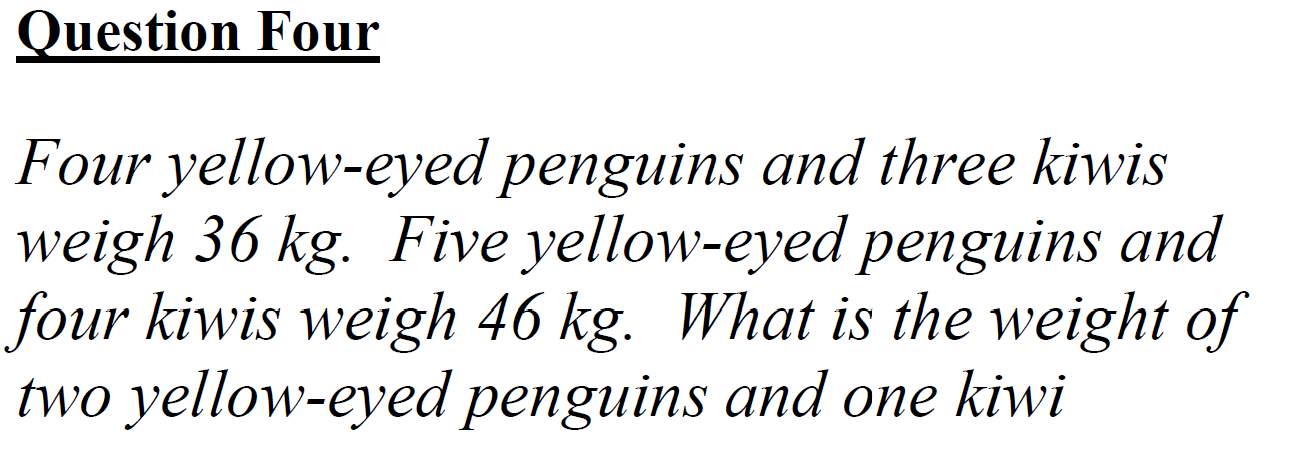 Question Four
Four yellow-eyed penguins and three kiwis
weigh 36 kg.  Five yellow-eyed penguins and
four kiwis weigh 46 kg.  What is the weight of
two yellow-eyed penguins and one kiwi